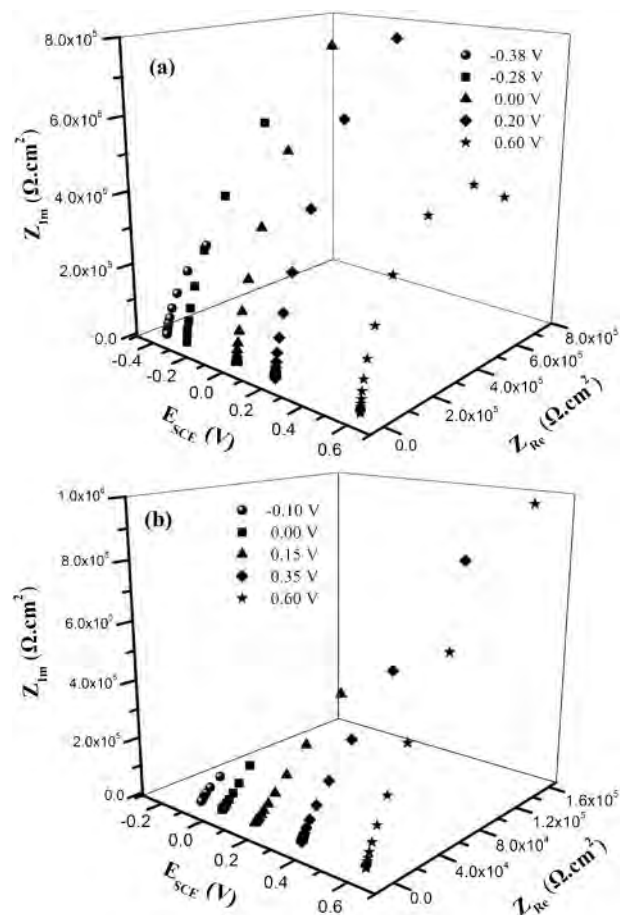 8.0x10⁵
(a)
-0.38 V
-0.28 V
0.00 V
0.20 V
0.60 V
6.0x10⁵
Z_Im (Ω.cm²)
4.0x10⁵
2.0x10⁵
0.0
-0.4
-0.2
0.0
0.2
0.4
0.6
E_SCE (V)
8.0x10⁵
6.0x10⁵
4.0x10⁵
2.0x10⁵
0.0
Z_Re (Ω.cm²)
1.0x10⁶
(b)
-0.10 V
0.00 V
0.15 V
0.35 V
0.60 V
8.0x10⁵
6.0x10⁵
Z_Im (Ω.cm²)
4.0x10⁵
2.0x10⁵
0.0
-0.2
0.0
0.2
0.4
0.6
E_SCE (V)
1.6x10⁵
1.2x10⁵
8.0x10⁴
4.0x10⁴
0.0
Z_Re (Ω.cm²)